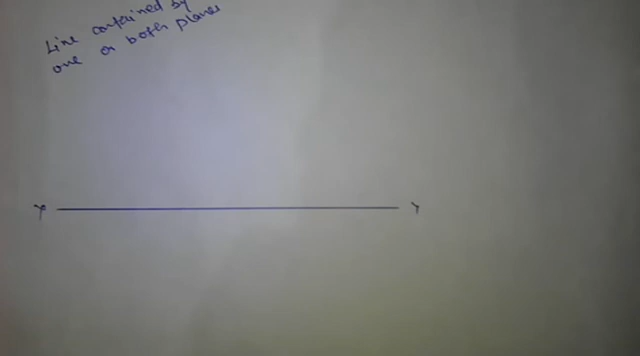 Line contained by
one or both planes
X Y